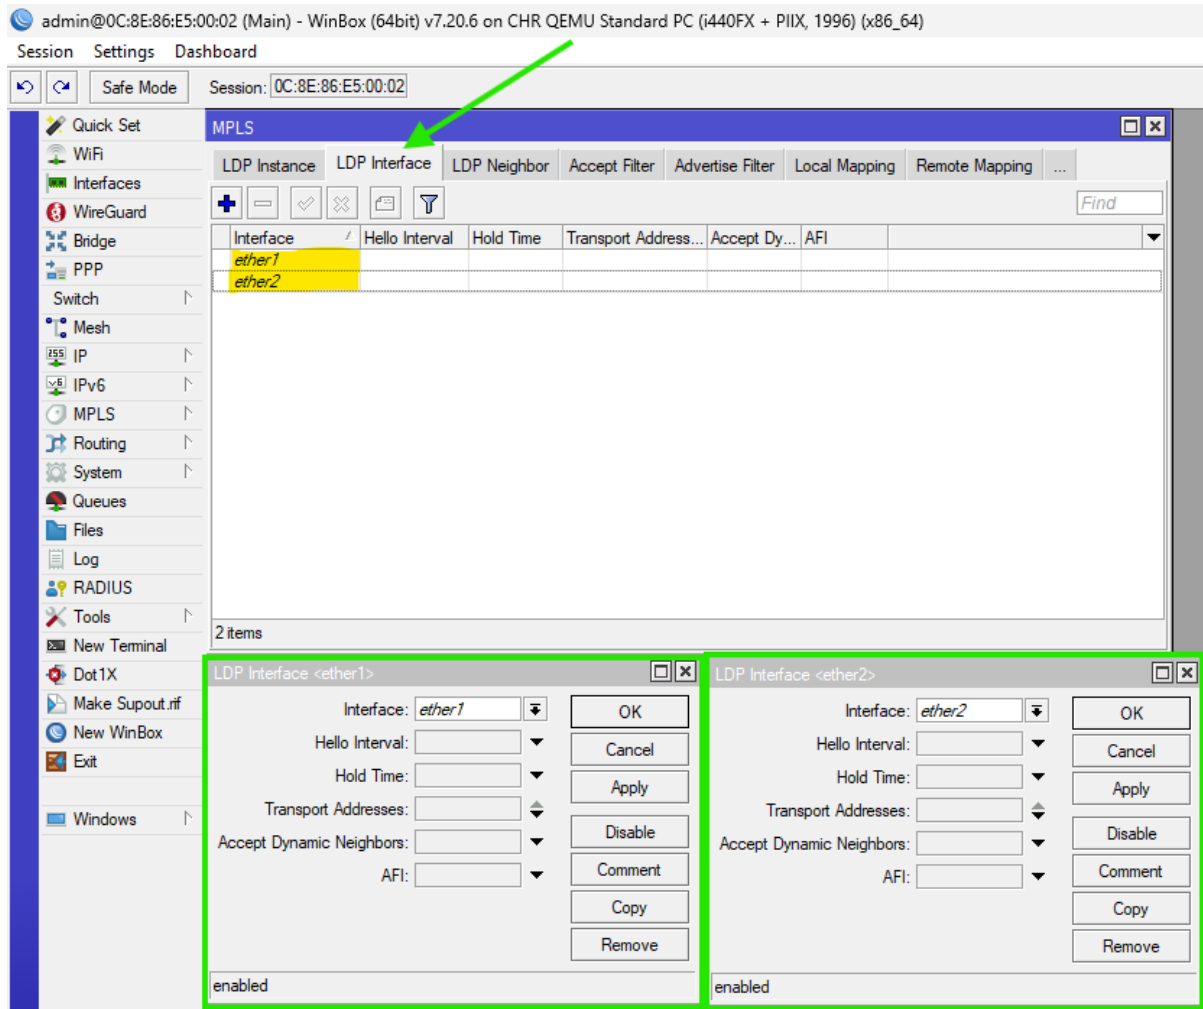 admin@0C:8E:86:E5:00:02 (Main) - WinBox (64bit) v7.20.6 on CHR QEMU Standard PC (i440FX + PIIX, 1996) (x86_64)
Session Settings Dashboard
Safe Mode Session: 0C:8E:86:E5:00:02
Quick Set
WiFi
Interfaces
WireGuard
Bridge
PPP
Switch
Mesh
255 IP
v6 IPv6
MPLS
Routing
System
Queues
Files
Log
RADIUS
Tools
New Terminal
Dot1X
Make Supout.rif
New WinBox
Exit
Windows
MPLS
LDP Instance LDP Interface LDP Neighbor Accept Filter Advertise Filter Local Mapping Remote Mapping ...
Find
Interface Hello Interval Hold Time Transport Address... Accept Dy... AFI
ether1
ether2
2 items
LDP Interface <ether1>
Interface: ether1 OK
Hello Interval: Cancel
Hold Time: Apply
Transport Addresses:
Disable
Accept Dynamic Neighbors:
AFI: Comment
Copy
Remove
enabled
LDP Interface <ether2>
Interface: ether2 OK
Hello Interval: Cancel
Hold Time: Apply
Transport Addresses:
Disable
Accept Dynamic Neighbors:
AFI: Comment
Copy
Remove
enabled